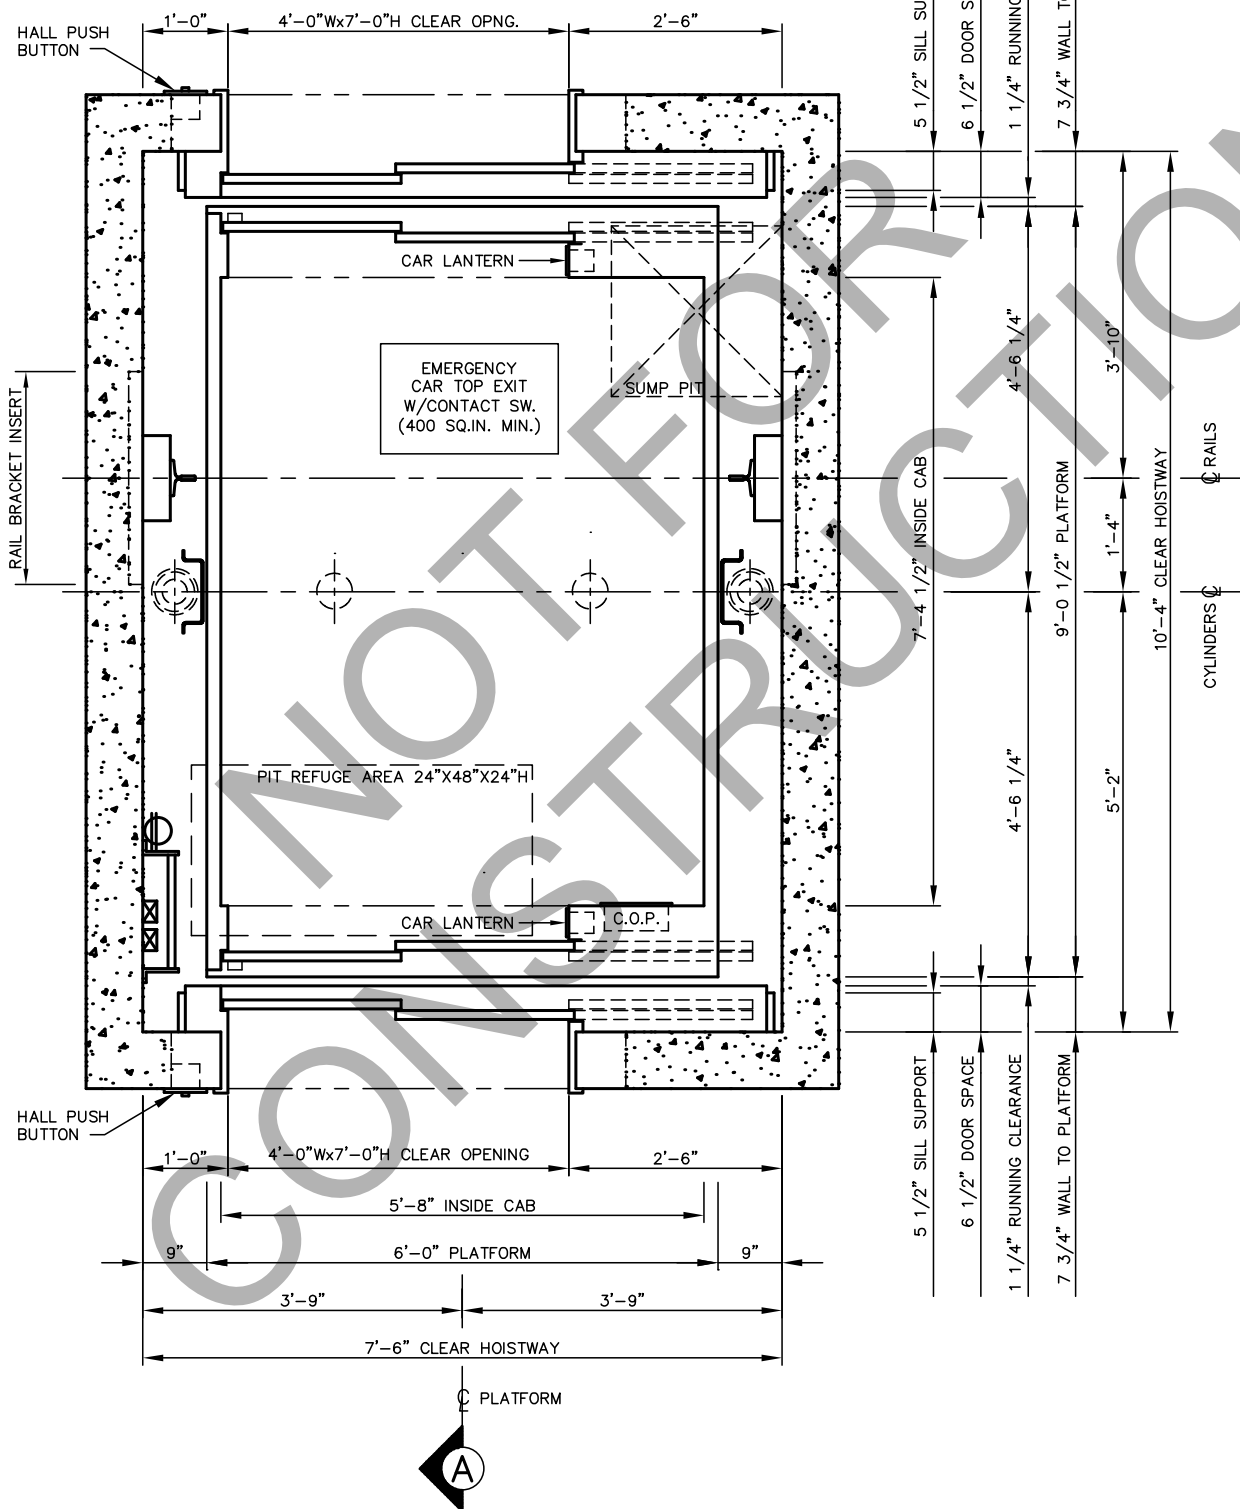 1'-0"
4'-0"Wx7'-0"H CLEAR OPNG.
2'-6"
HALL PUSH
BUTTON
5 1/2" SILL
6 1/2" DOOR
1 1/4" RUNNING
7 3/4" WALL
CAR LANTERN
EMERGENCY
CAR TOP EXIT
W/CONTACT SW.
(400 SQ.IN. MIN.)
SUMP PIT
RAIL BRACKET INSERT
7'-4 1/2" INSIDE CAB
4'-6 1/4"
9'-0 1/2" PLATFORM
3'-10"
1'-4"
10'-4" CLEAR HOISTWAY
℄ RAILS
CYLINDERS ℄
4'-6 1/4"
5'-2"
PIT REFUGE AREA 24"X48"X24"H
CAR LANTERN
C.O.P.
HALL PUSH
BUTTON
1'-0"
4'-0"Wx7'-0"H CLEAR OPENING
2'-6"
5'-8" INSIDE CAB
9"
6'-0" PLATFORM
9"
3'-9"
3'-9"
7'-6" CLEAR HOISTWAY
℄ PLATFORM
A
5 1/2" SILL SUPPORT
6 1/2" DOOR SPACE
1 1/4" RUNNING CLEARANCE
7 3/4" WALL TO PLATFORM
NOT FOR
CONSTRUCTION